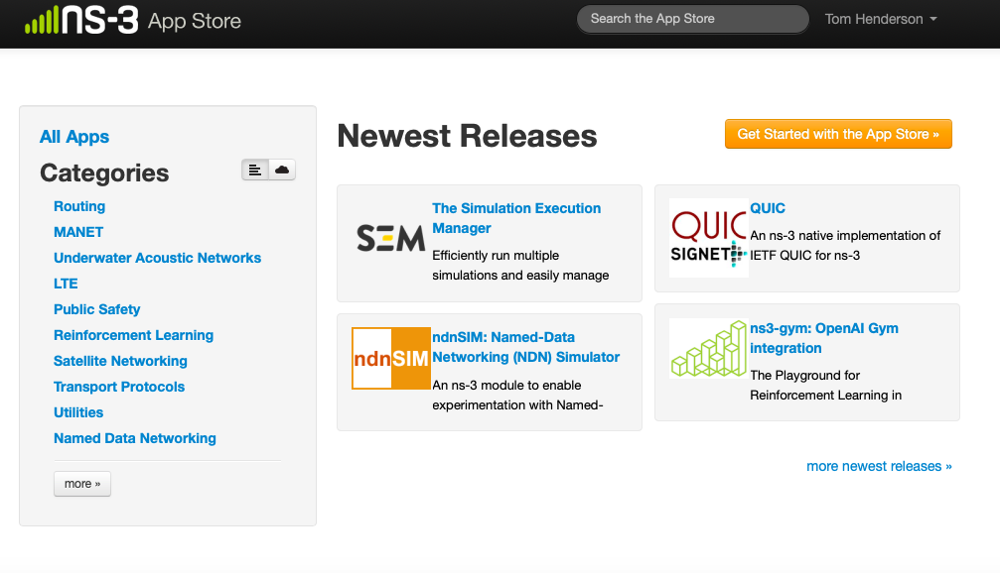 ns-3 App Store
Search the App Store
Tom Henderson
All Apps
Categories
Routing
MANET
Underwater Acoustic Networks
LTE
Public Safety
Reinforcement Learning
Satellite Networking
Transport Protocols
Utilities
Named Data Networking
more »
Newest Releases
Get Started with the App Store »
SEM
The Simulation Execution
Manager
Efficiently run multiple
simulations and easily manage
QUIC
SIGNET
QUIC
An ns-3 native implementation of
IETF QUIC for ns-3
ndnSIM
ndnSIM: Named-Data
Networking (NDN) Simulator
An ns-3 module to enable
experimentation with Named-
ns3-gym: OpenAI Gym
integration
The Playground for
Reinforcement Learning in
more newest releases »